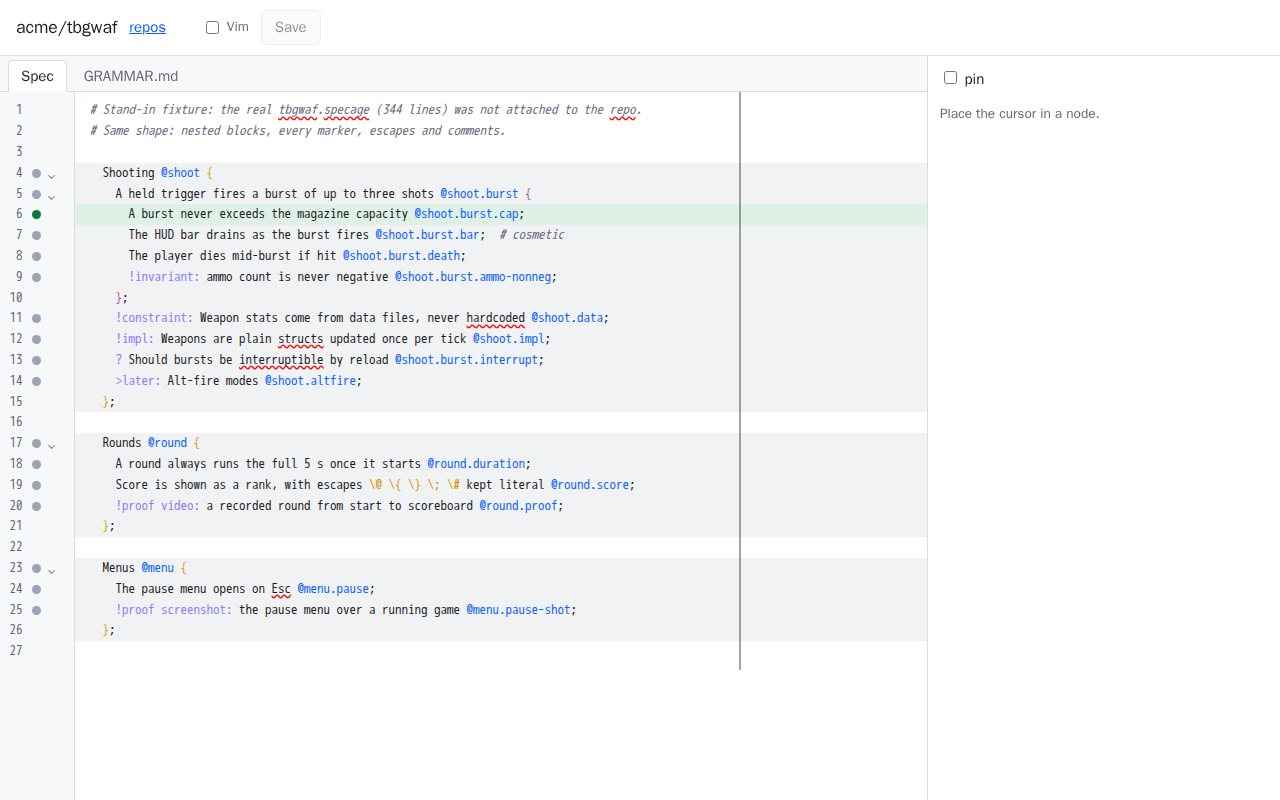 acme/tbgwaf repos Vim Save
Spec GRAMMAR.md
pin
Place the cursor in a node.
1 # Stand-in fixture: the real tbgwaf.specage (344 lines) was not attached to the repo.
2 # Same shape: nested blocks, every marker, escapes and comments.
3
4 Shooting @shoot {
5 A held trigger fires a burst of up to three shots @shoot.burst {
6 A burst never exceeds the magazine capacity @shoot.burst.cap;
7 The HUD bar drains as the burst fires @shoot.burst.bar; # cosmetic
8 The player dies mid-burst if hit @shoot.burst.death;
9 !invariant: ammo count is never negative @shoot.burst.ammo-nonneg;
10 };
11 !constraint: Weapon stats come from data files, never hardcoded @shoot.data;
12 !impl: Weapons are plain structs updated once per tick @shoot.impl;
13 ? Should bursts be interruptible by reload @shoot.burst.interrupt;
14 >later: Alt-fire modes @shoot.altfire;
15 };
16
17 Rounds @round {
18 A round always runs the full 5 s once it starts @round.duration;
19 Score is shown as a rank, with escapes \@ \{ \} \; \# kept literal @round.score;
20 !proof video: a recorded round from start to scoreboard @round.proof;
21 };
22
23 Menus @menu {
24 The pause menu opens on Esc @menu.pause;
25 !proof screenshot: the pause menu over a running game @menu.pause-shot;
26 };
27